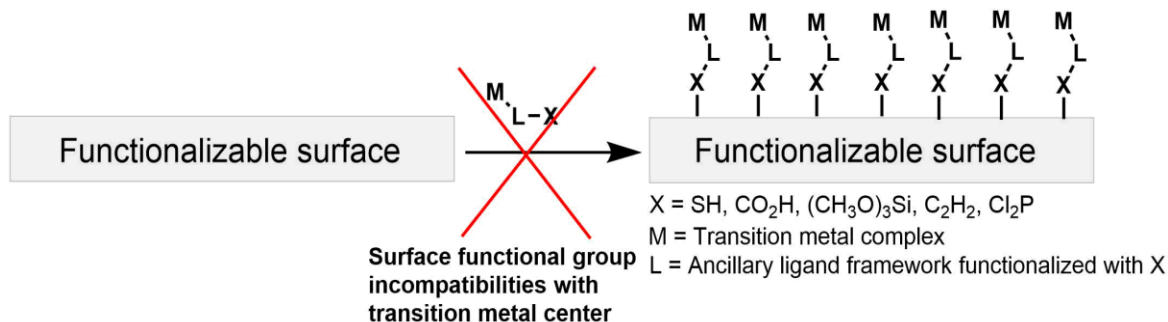 M M M M M M M
L L L L L L L
X X X X X X X
M
L – X
Functionalizable surface
Functionalizable surface
X = SH, CO₂H, (CH₃O)₃Si, C₂H₂, Cl₂P
M = Transition metal complex
L = Ancillary ligand framework functionalized with X
Surface functional group
incompatibilities with
transition metal center